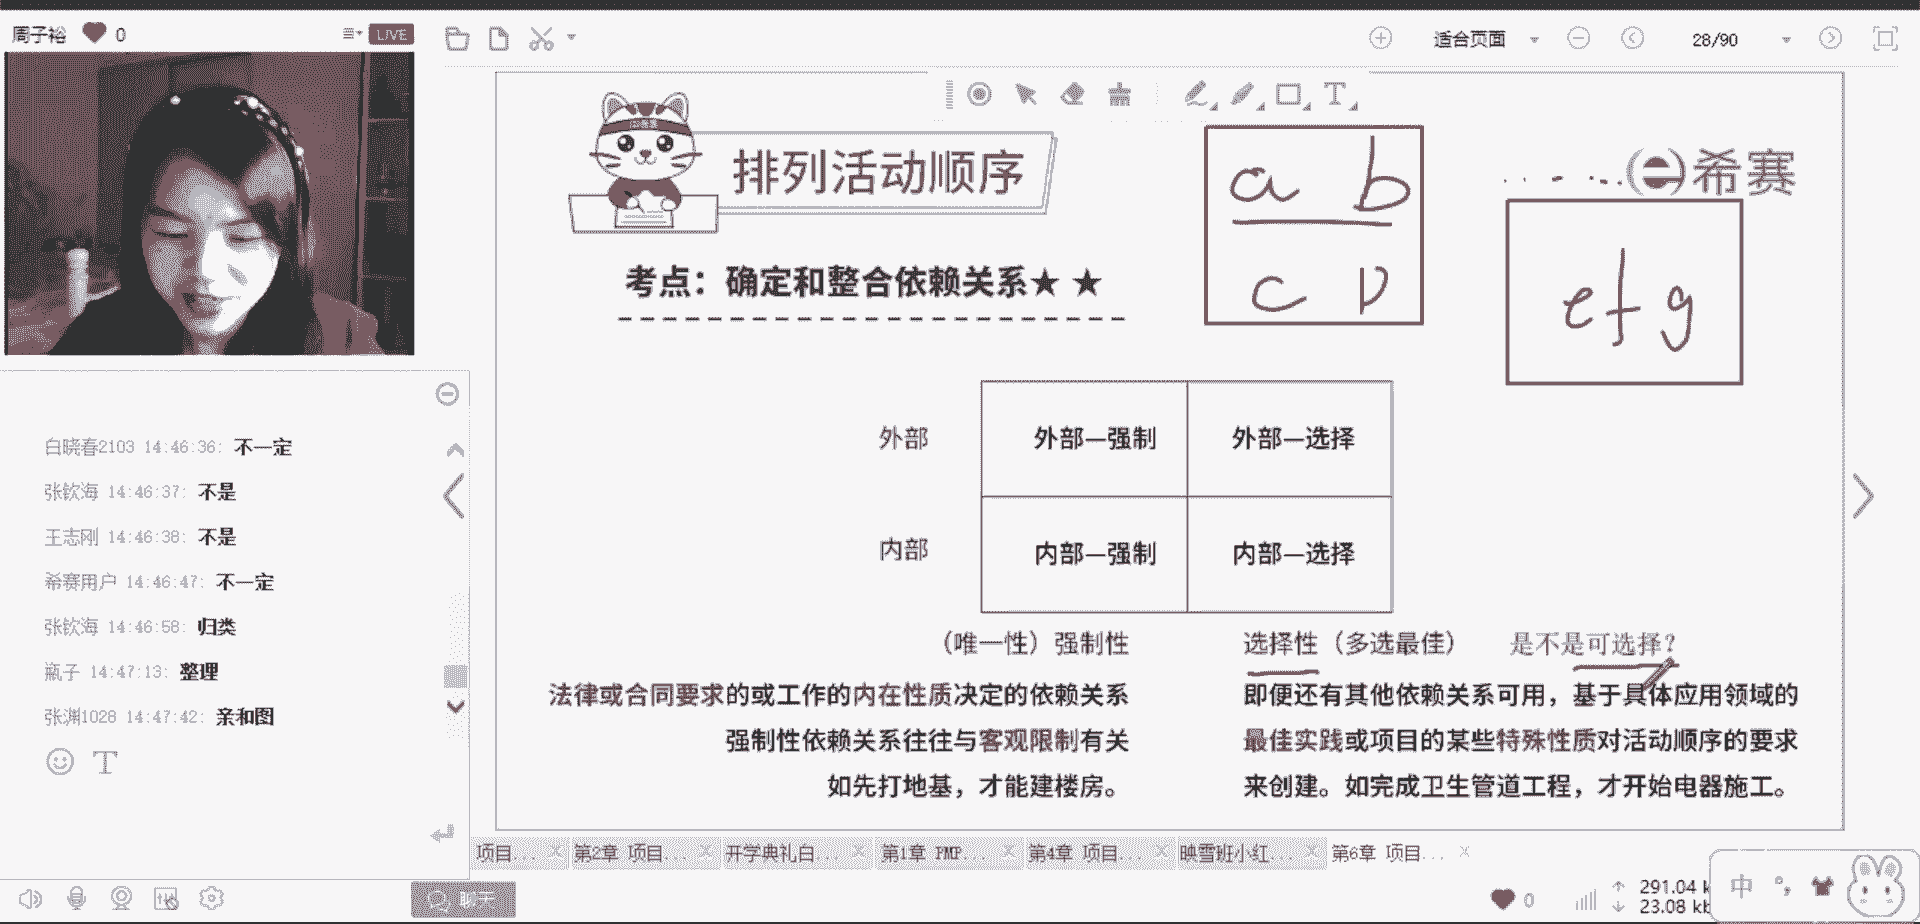 周子裕 0 LIVE
适合页面 28/90
排列活动顺序
a b
c D
希赛
e f g
考点：确定和整合依赖关系★ ★
外部 外部—强制 外部—选择
内部 内部—强制 内部—选择
（唯一性）强制性
法律或合同要求的或工作的内在性质决定的依赖关系
强制性依赖关系往往与客观限制有关
如先打地基，才能建楼房。
选择性（多选最佳） 是不是可选择？
即便还有其他依赖关系可用，基于具体应用领域的
最佳实践或项目的某些特殊性质对活动顺序的要求
来创建。如完成卫生管道工程，才开始电器施工。
白晓春2103 14:46:36: 不一定
张钦海 14:46:37: 不是
王志刚 14:46:38: 不是
希赛用户 14:46:47: 不一定
张钦海 14:46:58: 归类
瓶子 14:47:13: 整理
张渊1028 14:47:42: 亲和图
T
项目... 第2章 项目... 开学典礼白... 第1章 PMP... 第4章 项目... 映雪班小红... 第6章 项目...
0 291.04 k
23.08 kb
中